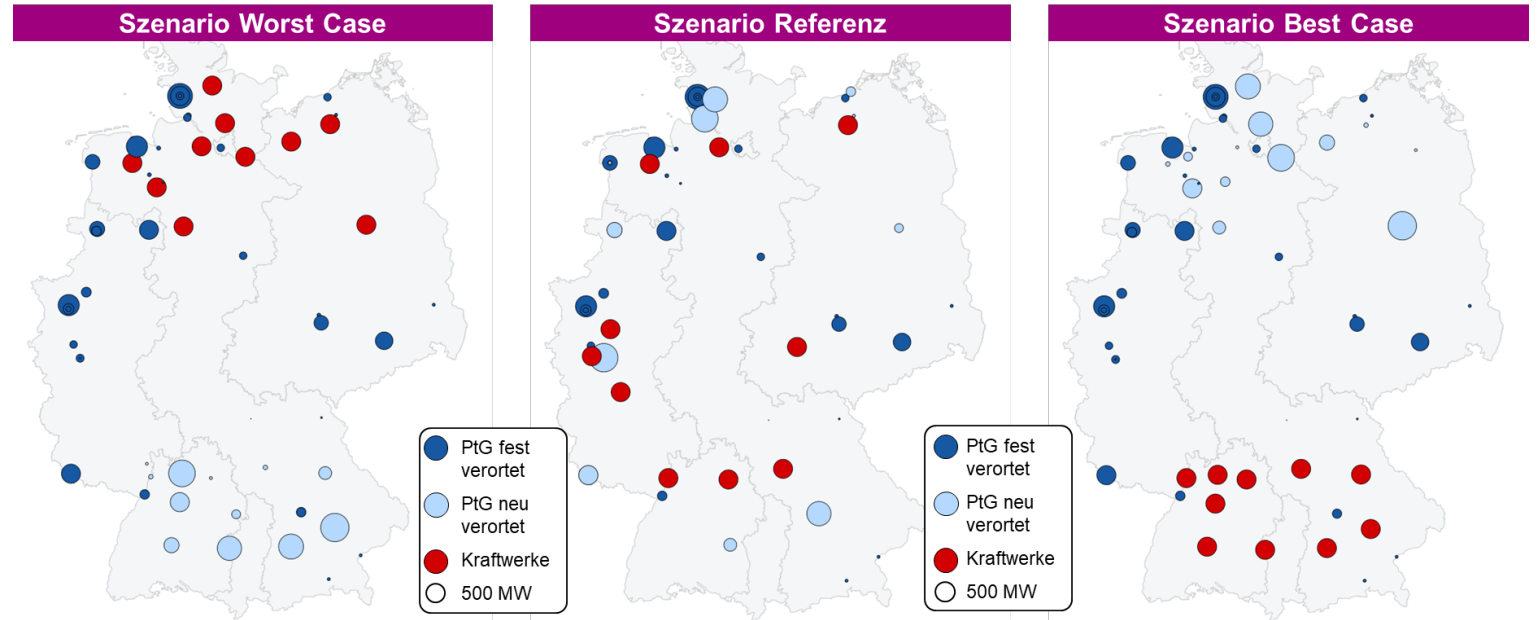 Szenario Worst Case
Szenario Referenz
Szenario Best Case
PtG fest
verortet
PtG neu
verortet
Kraftwerke
500 MW
PtG fest
verortet
PtG neu
verortet
Kraftwerke
500 MW